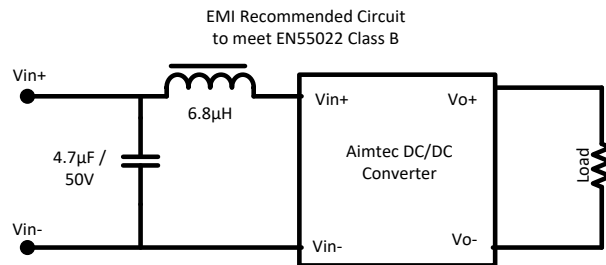 EMI Recommended Circuit
to meet EN55022 Class B
Vin+
6.8μH
Vin+
Vo+
4.7μF /
50V
Aimtec DC/DC
Converter
Load
Vin-
Vin-
Vo-